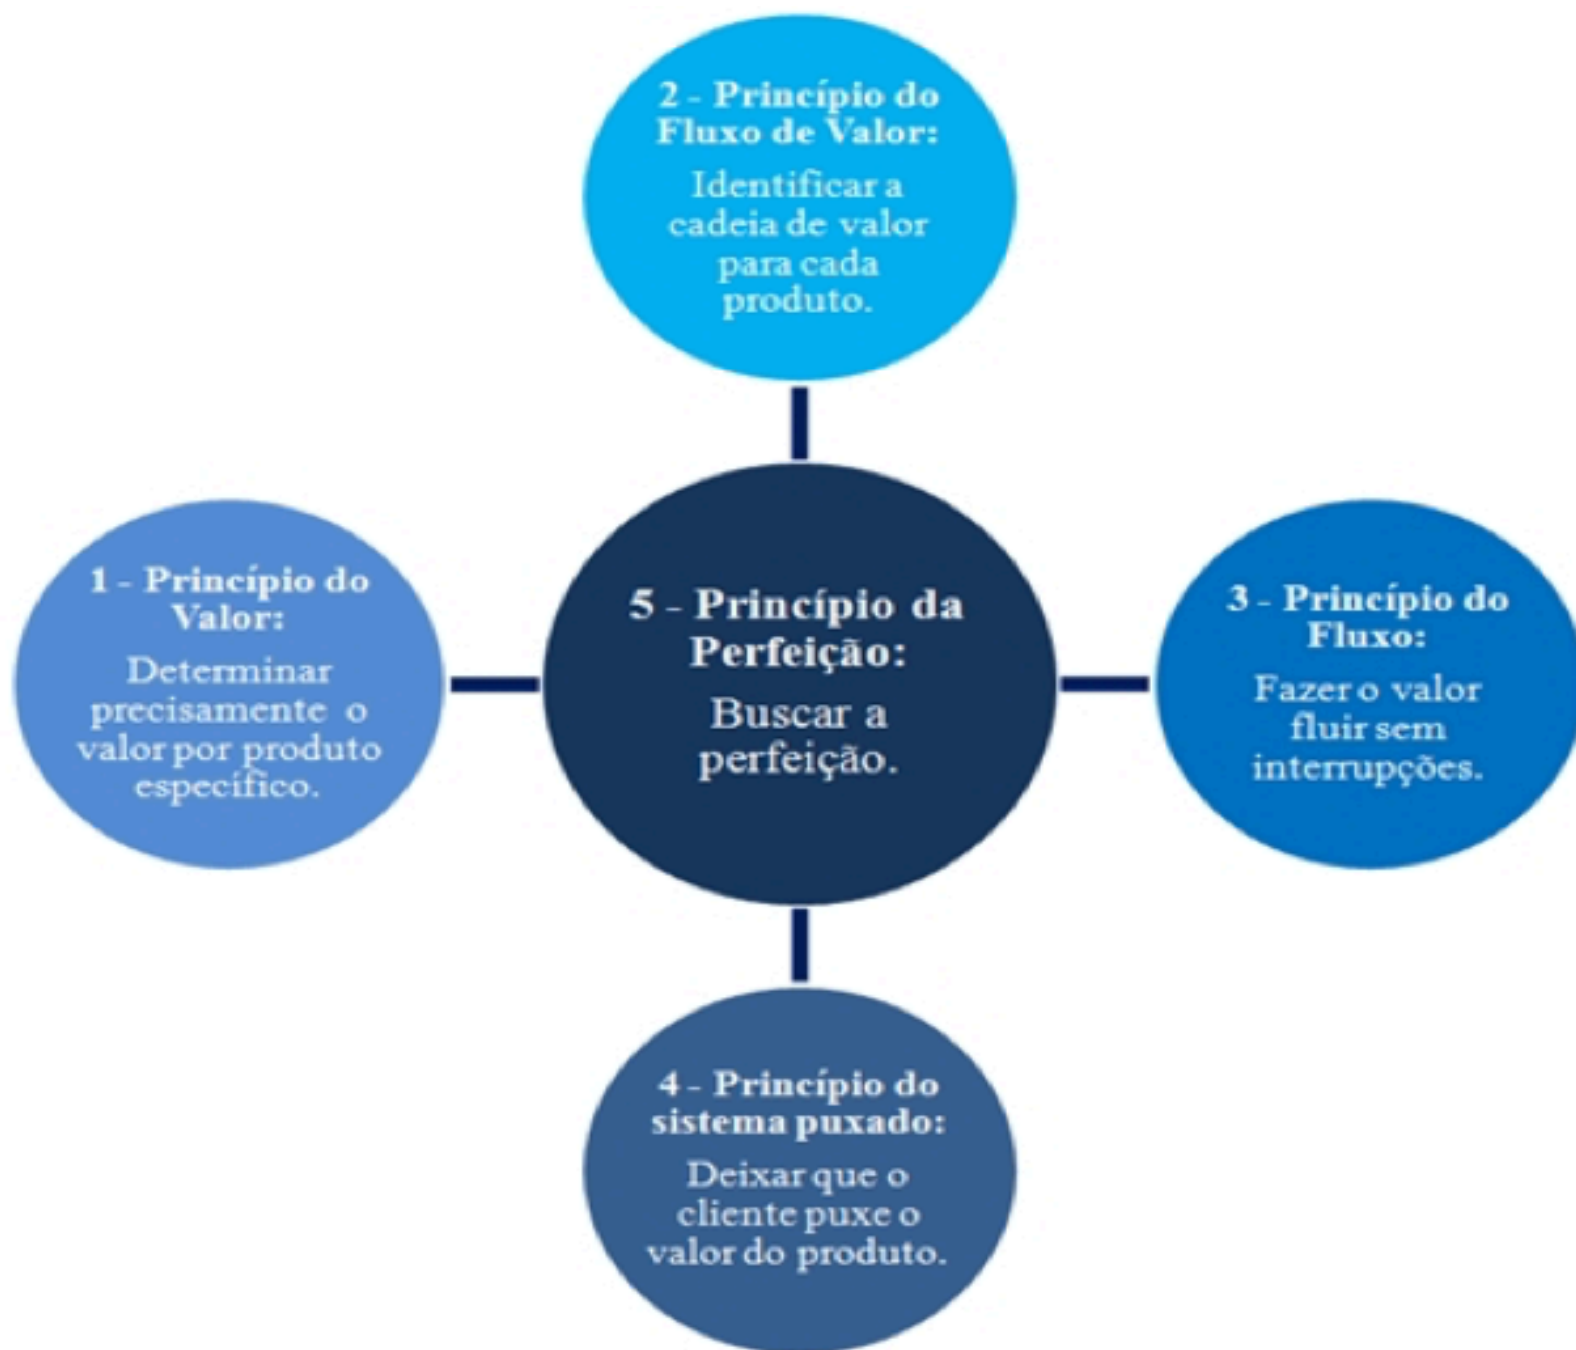 2 - Princípio do
Fluxo de Valor:
Identificar a
cadeia de valor
para cada
produto.
1 - Princípio do
Valor:
Determinar
precisamente o
valor por produto
específico.
5 - Princípio da
Perfeição:
Buscar a
perfeição.
3 - Princípio do
Fluxo:
Fazer o valor
fluir sem
interrupções.
4 - Princípio do
sistema puxado:
Deixar que o
cliente puxe o
valor do produto.